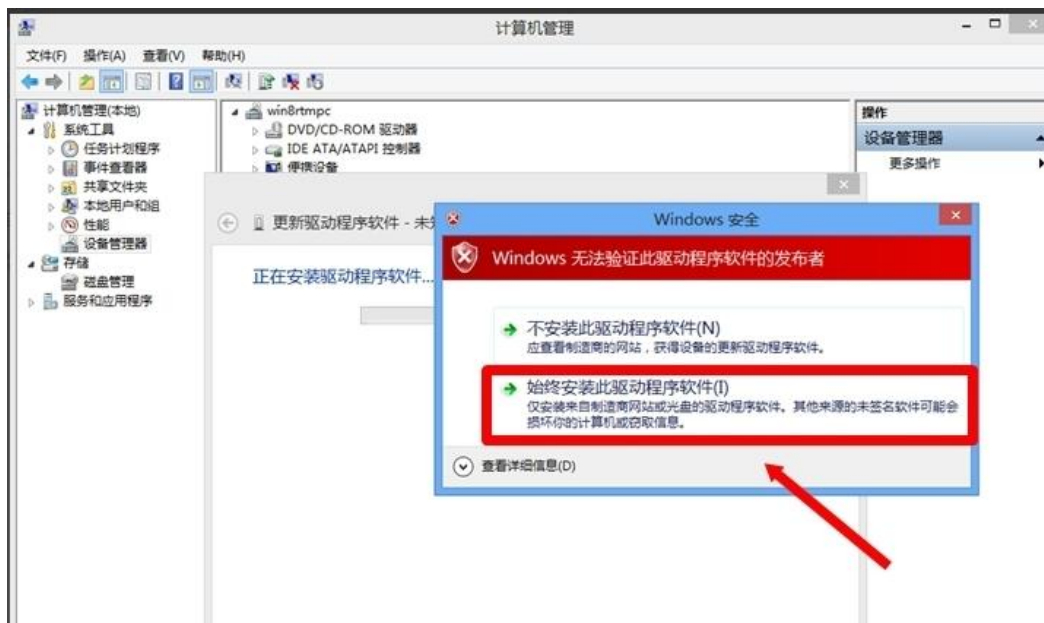 计算机管理
文件(F) 操作(A) 查看(V) 帮助(H)
计算机管理(本地)
系统工具
任务计划程序
事件查看器
共享文件夹
本地用户和组
性能
设备管理器
存储
磁盘管理
服务和应用程序
win8rtmpc
DVD/CD-ROM 驱动器
IDE ATA/ATAPI 控制器
便携设备
操作
设备管理器
更多操作
更新驱动程序软件 - 未
正在安装驱动程序软件...
Windows 安全
Windows 无法验证此驱动程序软件的发布者
不安装此驱动程序软件(N)
应查看制造商的网站，获得设备的更新驱动程序软件。
始终安装此驱动程序软件(I)
仅安装来自制造商网站或光盘的驱动程序软件。其他来源的未签名软件可能会
损坏你的计算机或窃取信息。
查看详细信息(D)